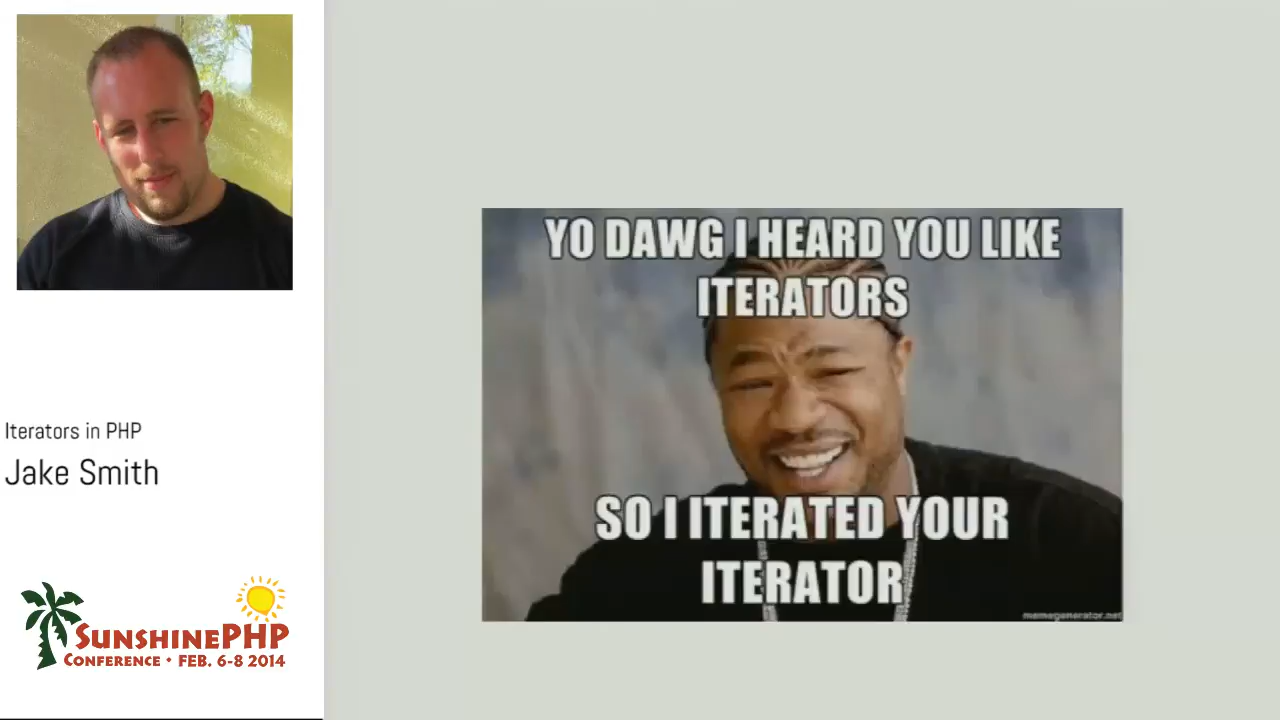 Iterators in PHP
Jake Smith
SUNSHINEPHP
CONFERENCE • FEB. 6-8 2014
YO DAWG I HEARD YOU LIKE
ITERATORS
SO I ITERATED YOUR
ITERATOR
memegenerator.net